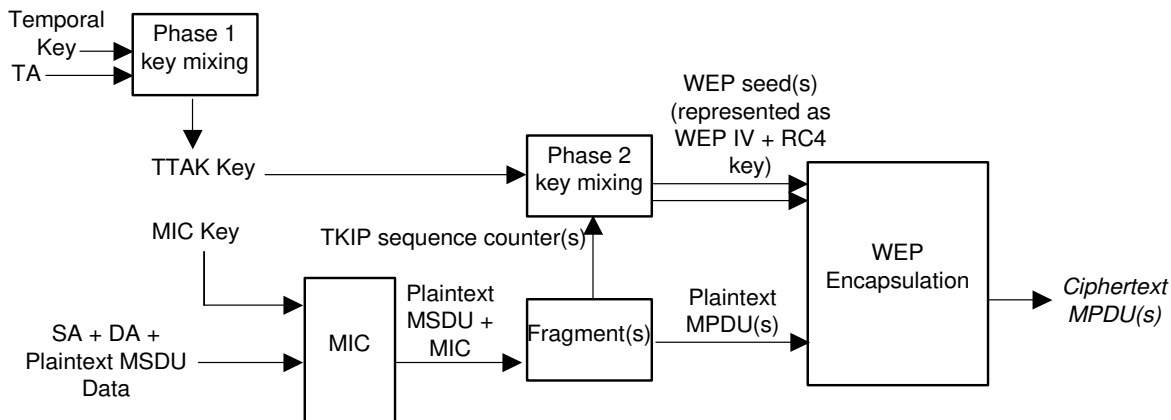 Temporal
Key
TA
Phase 1
key mixing
TTAK Key
Phase 2
key mixing
WEP seed(s)
(represented as
WEP IV + RC4
key)
MIC Key
TKIP sequence counter(s)
SA + DA +
Plaintext MSDU
Data
MIC
Plaintext
MSDU +
MIC
Fragment(s)
Plaintext
MPDU(s)
WEP
Encapsulation
Ciphertext
MPDU(s)